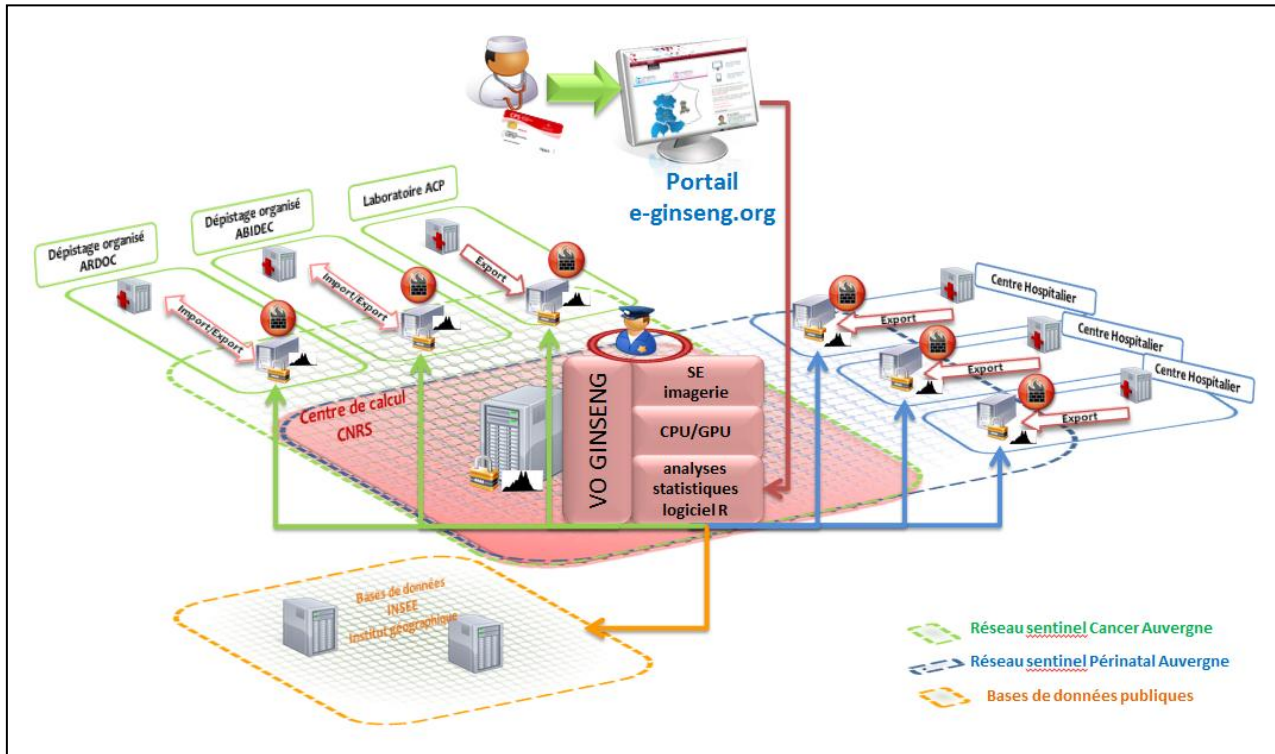 CPS
Portail
e-ginseng.org
Laboratoire ACP
Dépistage organisé
ABIDEC
Dépistage organisé
ARDOC
Export
Import/Export
Import/Export
Centre Hospitalier
Centre Hospitalier
Centre Hospitalier
Export
Export
Export
Centre de calcul
CNRS
VO GINSENG
SE
imagerie
CPU/GPU
analyses
statistiques
logiciel R
Bases de données
INSEE
Institut géographique
Réseau sentinel Cancer Auvergne
Réseau sentinel Périnatal Auvergne
Bases de données publiques